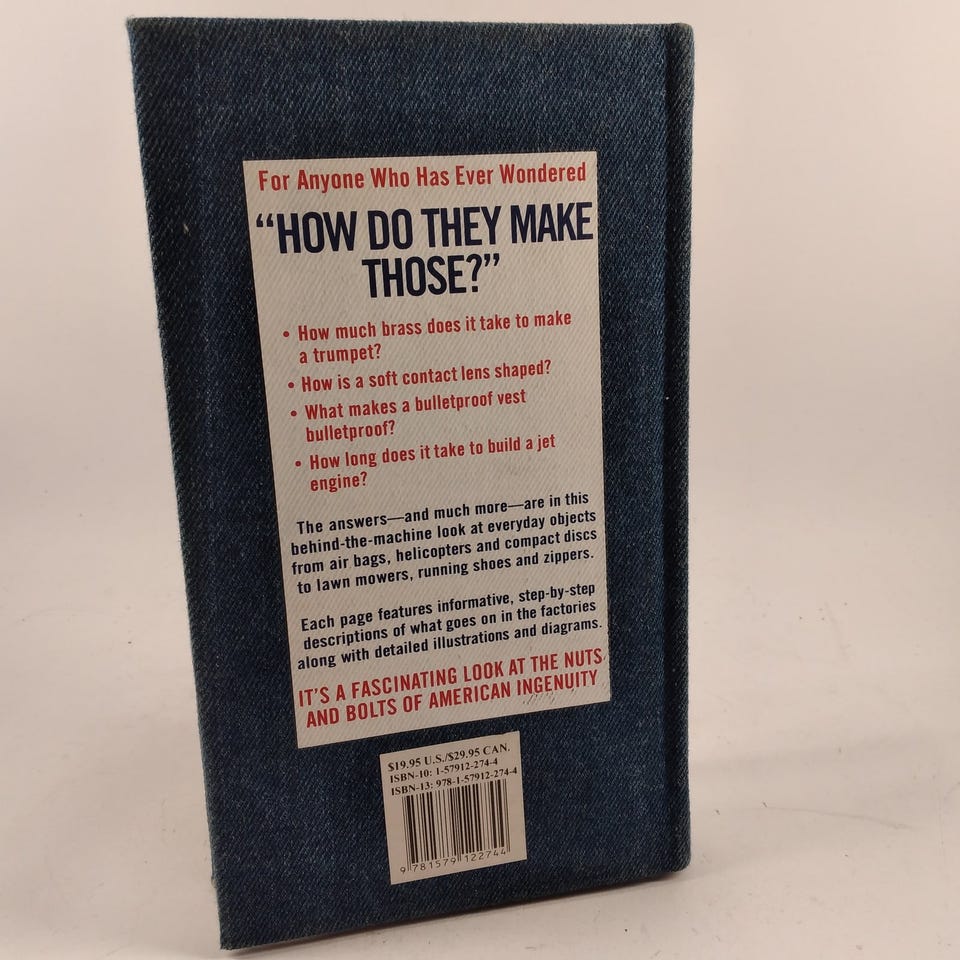 For Anyone Who Has Ever Wondered
“HOW DO THEY MAKE
THOSE?”
• How much brass does it take to make
a trumpet?
• How is a soft contact lens shaped?
• What makes a bulletproof vest
bulletproof?
• How long does it take to build a jet
engine?
The answers—and much more—are in this
behind-the-machine look at everyday objects
from air bags, helicopters and compact discs
to lawn mowers, running shoes and zippers.
Each page features informative, step-by-step
descriptions of what goes on in the factories
along with detailed illustrations and diagrams.
IT’S A FASCINATING LOOK AT THE NUTS
AND BOLTS OF AMERICAN INGENUITY
$19.95 U.S./$29.95 CAN.
ISBN-10: 1-57912-274-4
ISBN-13: 978-1-57912-274-4
9 781579 122744